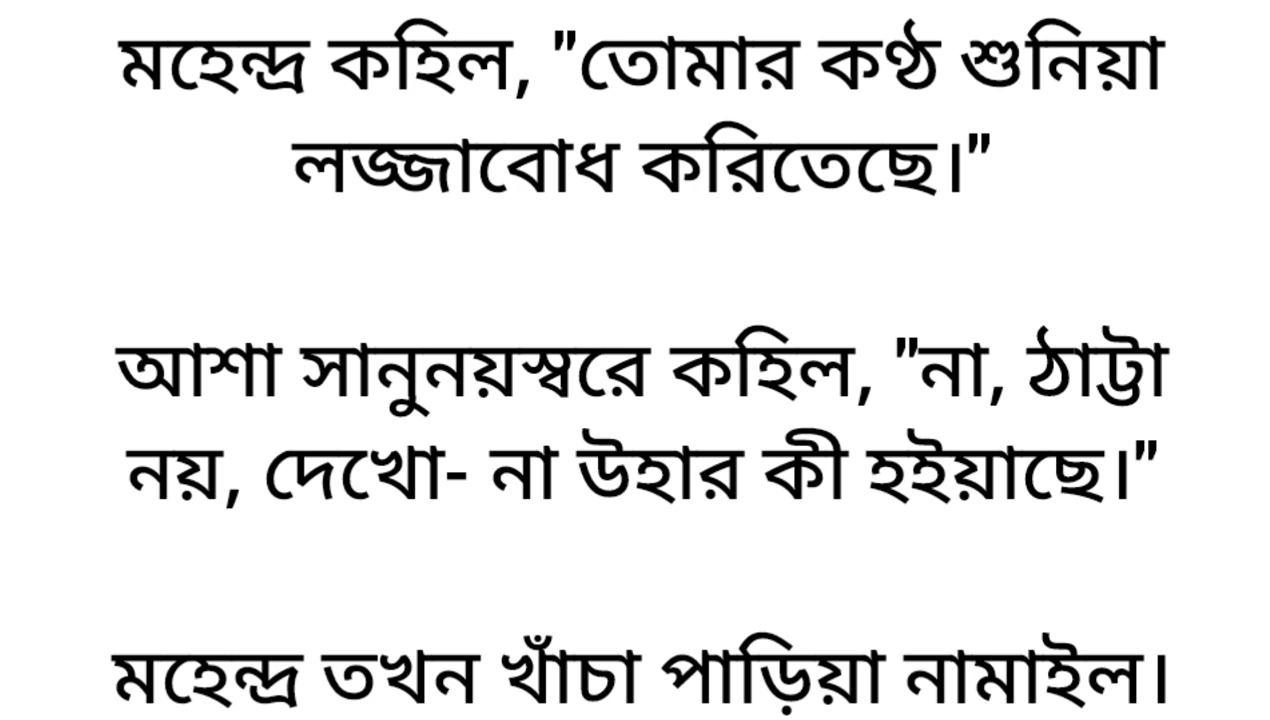 মহেন্দ্র কহিল, "তোমার কণ্ঠ শুনিয়া
লজ্জাবোধ করিতেছে।"
আশা সানুনয়স্বরে কহিল, "না, ঠাট্টা
নয়, দেখো- না উহার কী হইয়াছে।"
মহেন্দ্র তখন খাঁচা পাড়িয়া নামাইল।